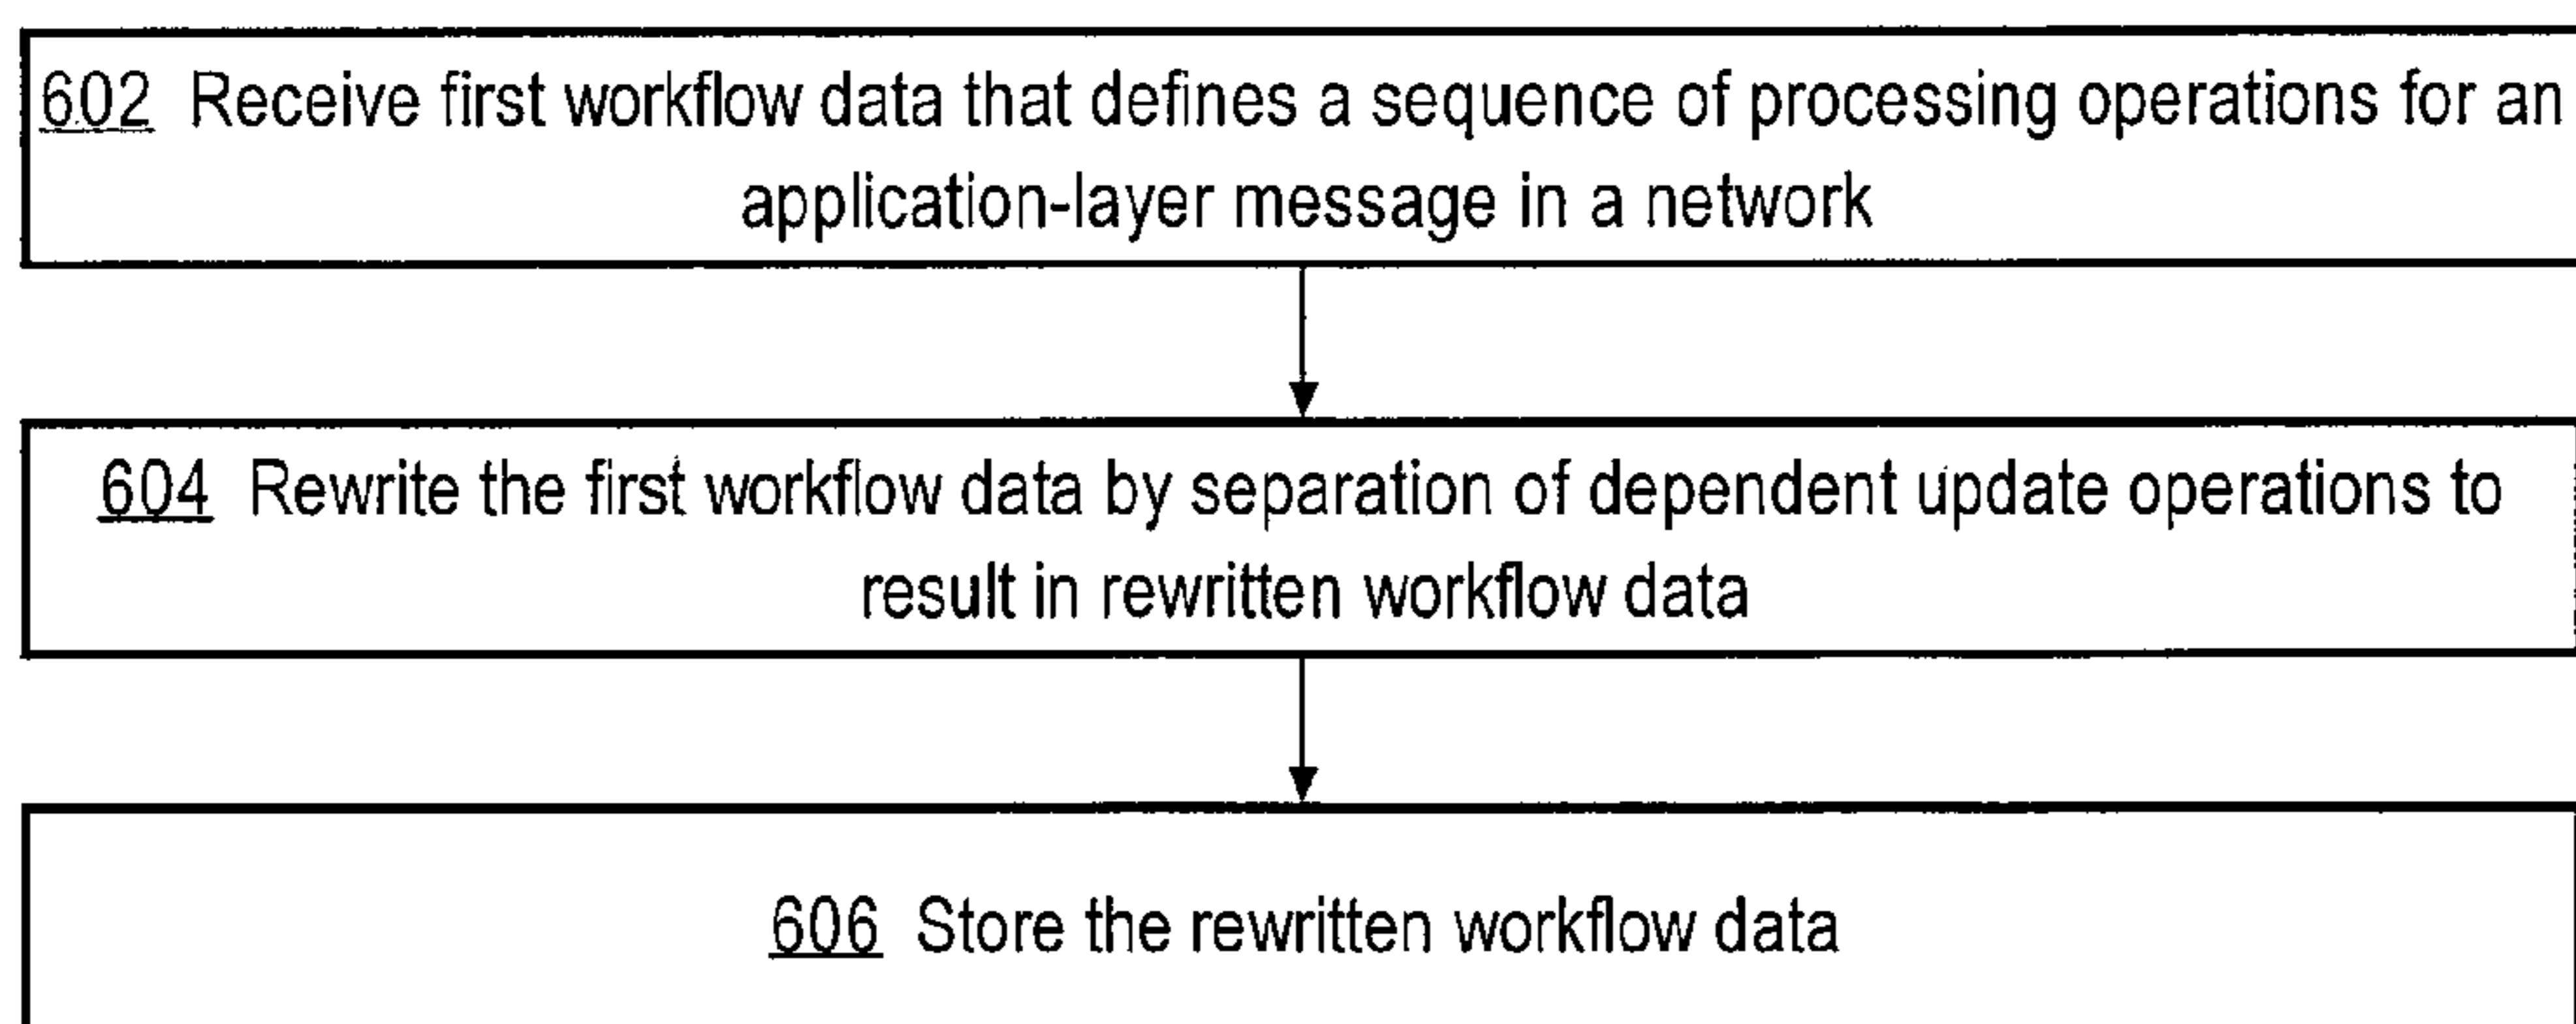 602 Receive first workflow data that defines a sequence of processing operations for an
application-layer message in a network
604 Rewrite the first workflow data by separation of dependent update operations to
result in rewritten workflow data
606 Store the rewritten workflow data